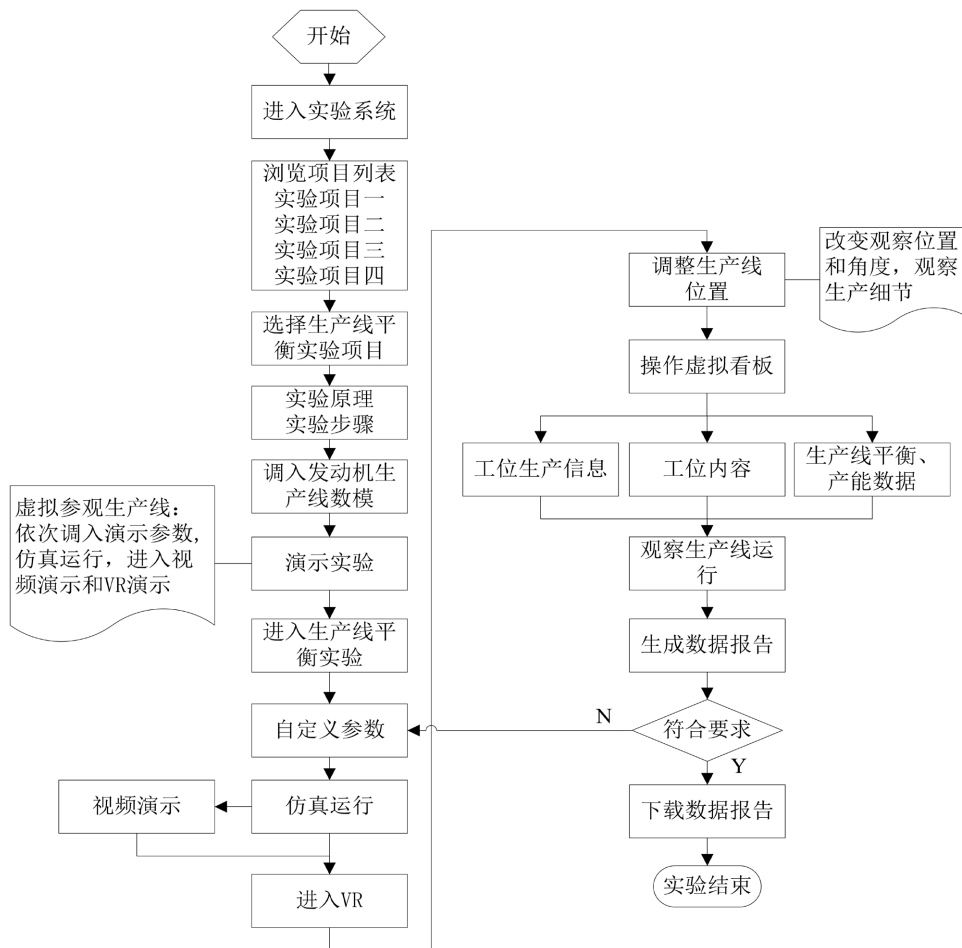 开始
进入实验系统
浏览项目列表
实验项目一
实验项目二
实验项目三
实验项目四
选择生产线平
衡实验项目
实验原理
实验步骤
调入发动机生
产线数模
虚拟参观生产线:
依次调入演示参数,
仿真运行，进入视
频演示和VR演示
演示实验
进入生产线平
衡实验
自定义参数
视频演示
仿真运行
进入VR
调整生产线
位置
改变观察位置
和角度，观察
生产细节
操作虚拟看板
工位生产信息
工位内容
生产线平衡、
产能数据
观察生产线运
行
生成数据报告
符合要求
N
Y
下载数据报告
实验结束